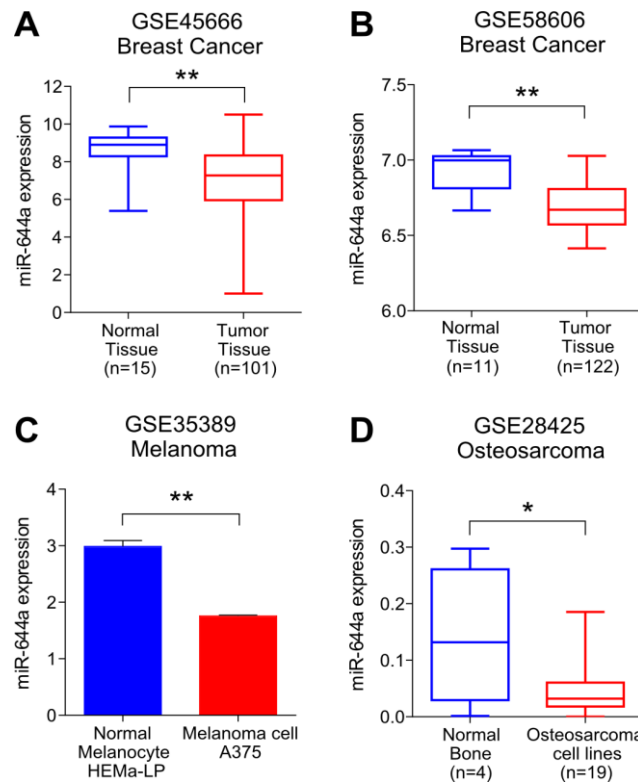 A
GSE45666
Breast Cancer
**
miR-644a expression
12
10
8
6
4
2
0
Normal
Tissue
(n=15)
Tumor
Tissue
(n=101)
B
GSE58606
Breast Cancer
**
miR-644a expression
7.5
7.0
6.5
6.0
Normal
Tissue
(n=11)
Tumor
Tissue
(n=122)
C
GSE35389
Melanoma
**
miR-644a expression
4
3
2
1
0
Normal
Melanocyte
HEMa-LP
Melanoma cell
A375
D
GSE28425
Osteosarcoma
*
miR-644a expression
0.4
0.3
0.2
0.1
0.0
Normal
Bone
(n=4)
Osteosarcoma
cell lines
(n=19)